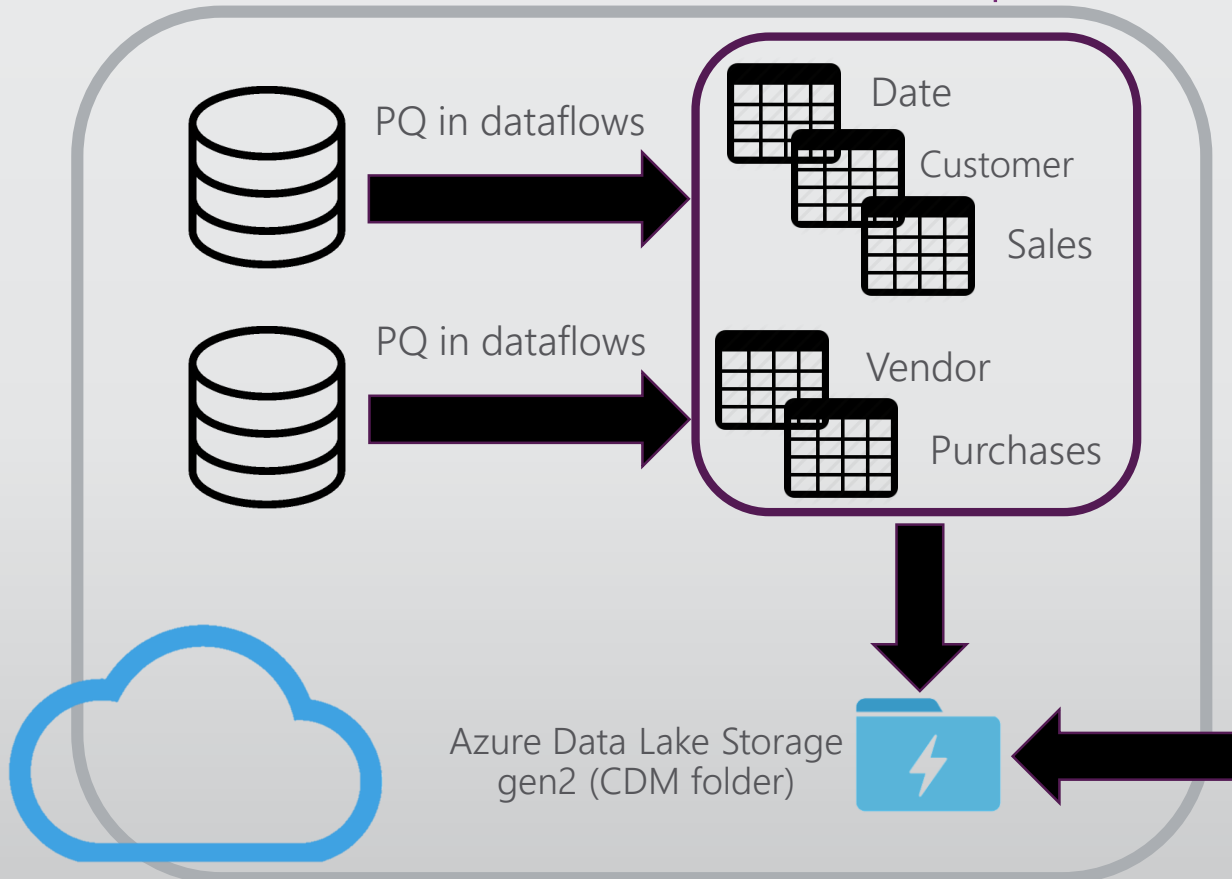 PQ in dataflows
Date
Customer
Sales
PQ in dataflows
Vendor
Purchases
Azure Data Lake Storage
gen2 (CDM folder)